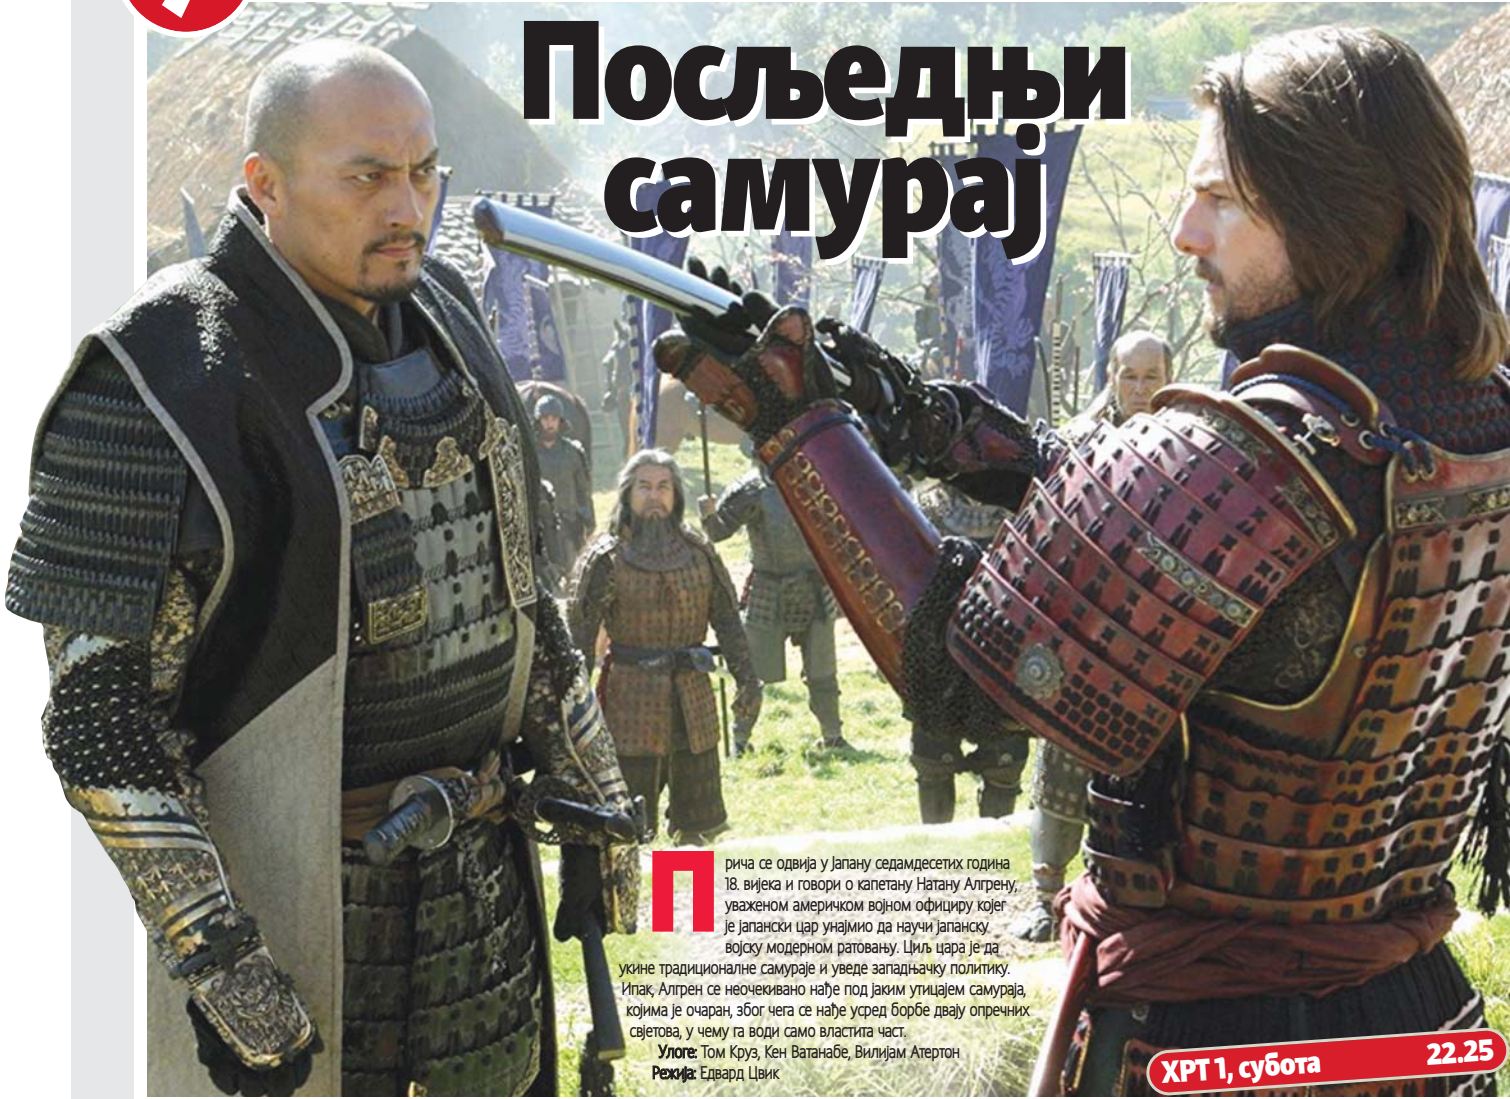 Посљедњи
самурај
Прича се одвија у Јапану седамдесетих година
18. вијека и говори о капетану Натану Алгрену,
уваженом америчком војном официру којег
је јапански цар унајмио да научи јапанску
војску модерном ратовању. Циљ цара је да
укине традиционалне самураје и уведе западњачку политику.
Ипак, Алгрен се неочекивано нађе под јаким утицајем самураја,
којима је очаран, због чега се нађе усред борбе двају опречних
свјетова, у чему га води само властита част.
Улоге: Том Круз, Кен Ватанабе, Вилијам Атертон
Режија: Едвард Цвик
ХРТ 1, субота 22.25